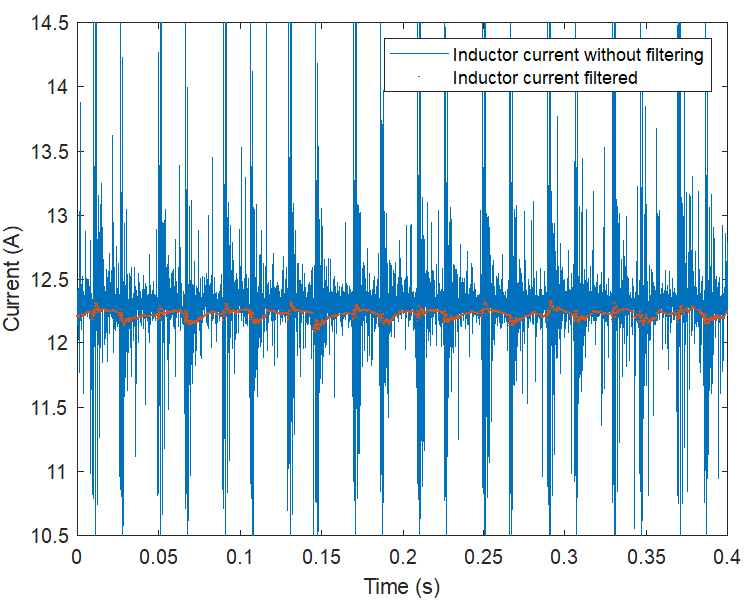 14.5
14
13.5
13
12.5
12
11.5
11
10.5
Current (A)
Inductor current without filtering
Inductor current filtered
0 0.05 0.1 0.15 0.2 0.25 0.3 0.35 0.4
Time (s)